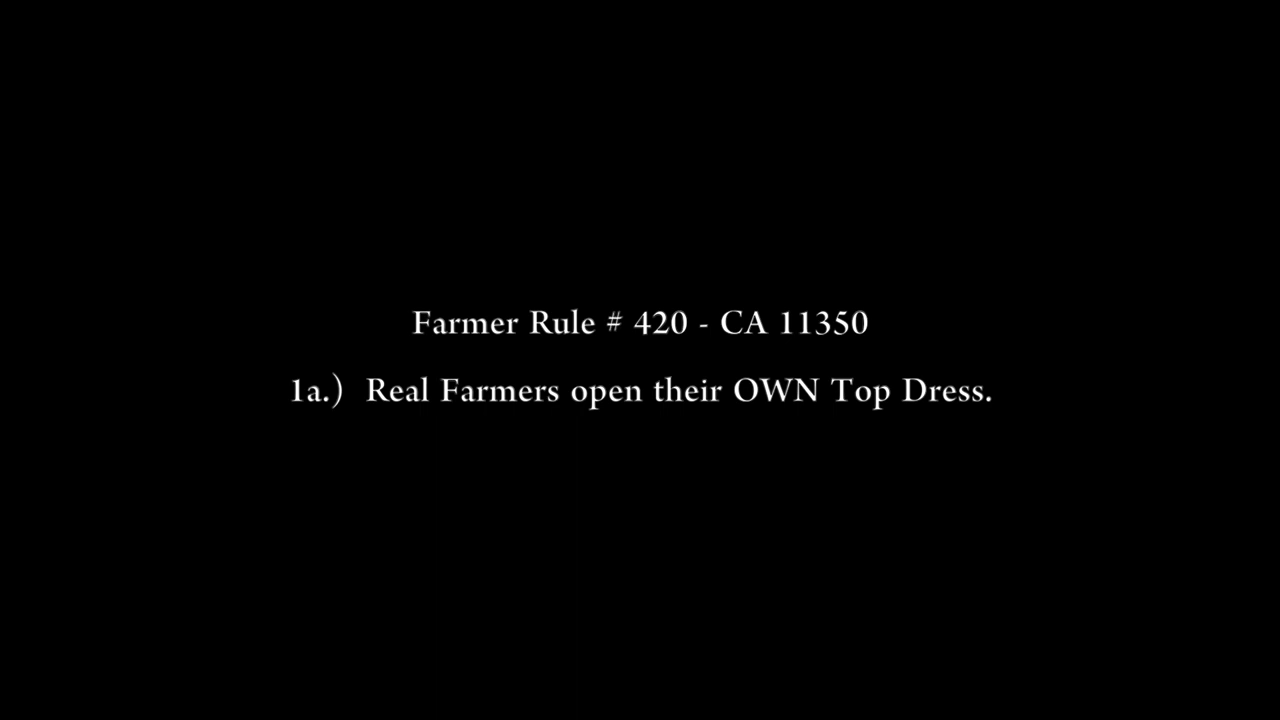 Farmer Rule # 420 - CA 11350
1a.) Real Farmers open their OWN Top Dress.